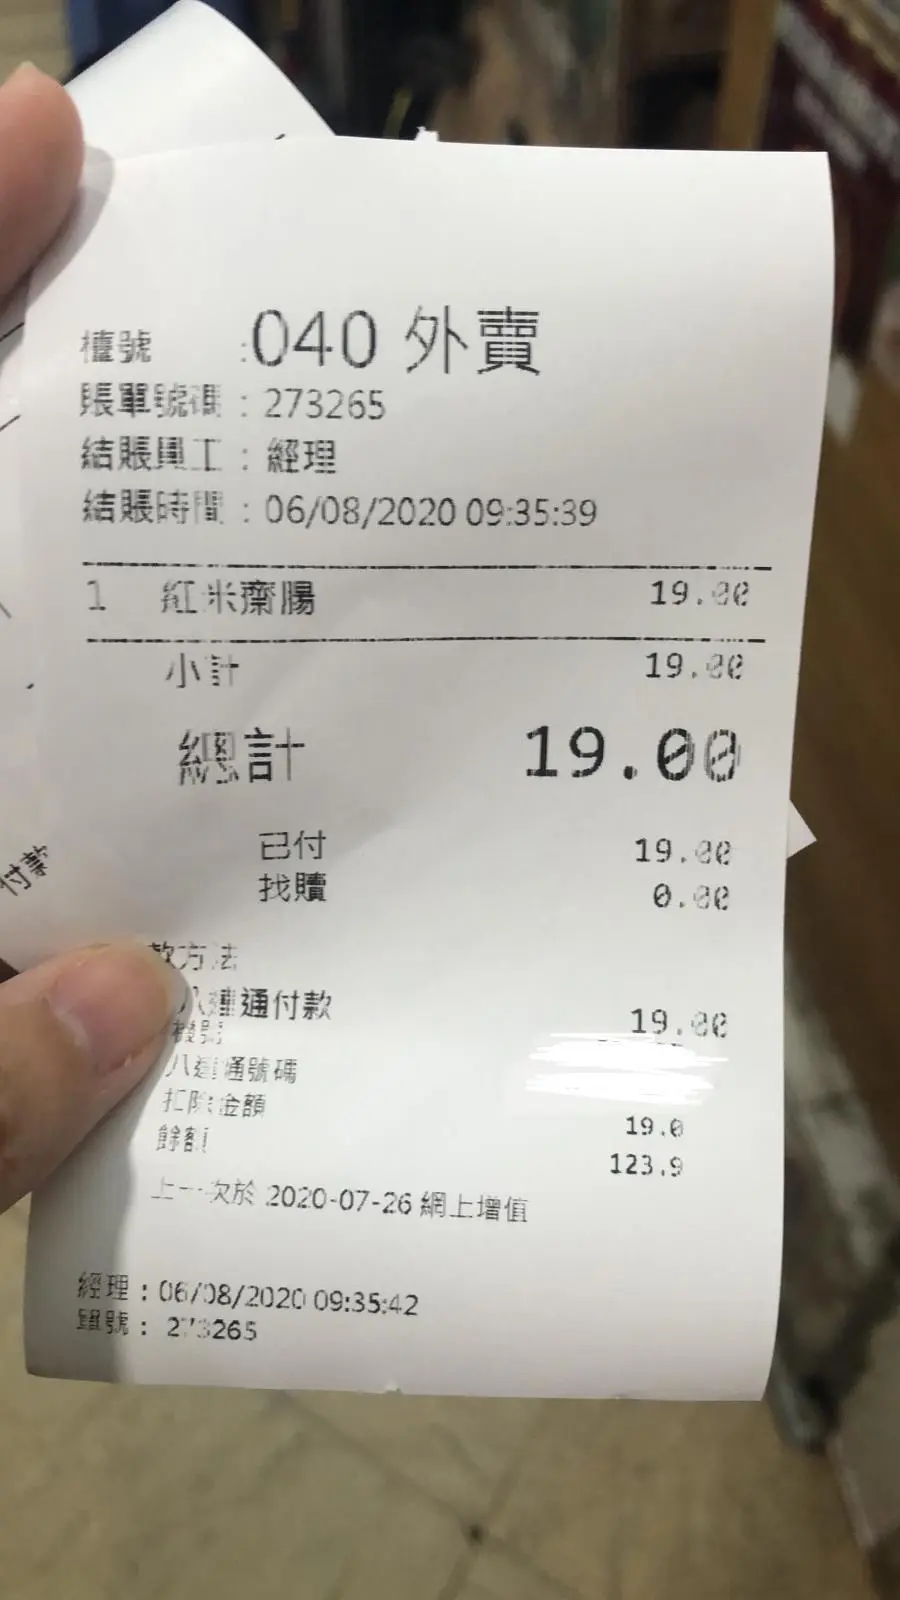 檯號 :040 外賣
賬單號碼 : 273265
結賬員工 : 經理
結賬時間 : 06/08/2020 09:35:39
1 紅米齋腸 19.00
小計 19.00
總計 19.00
已付 19.00
找贖 0.00
付款
款方法
八達通付款 19.00
機號
八達通號碼
扣除金額 19.0
餘額 123.9
上一次於 2020-07-26 網上增值
經理 : 06/08/2020 09:35:42
單號 : 273265